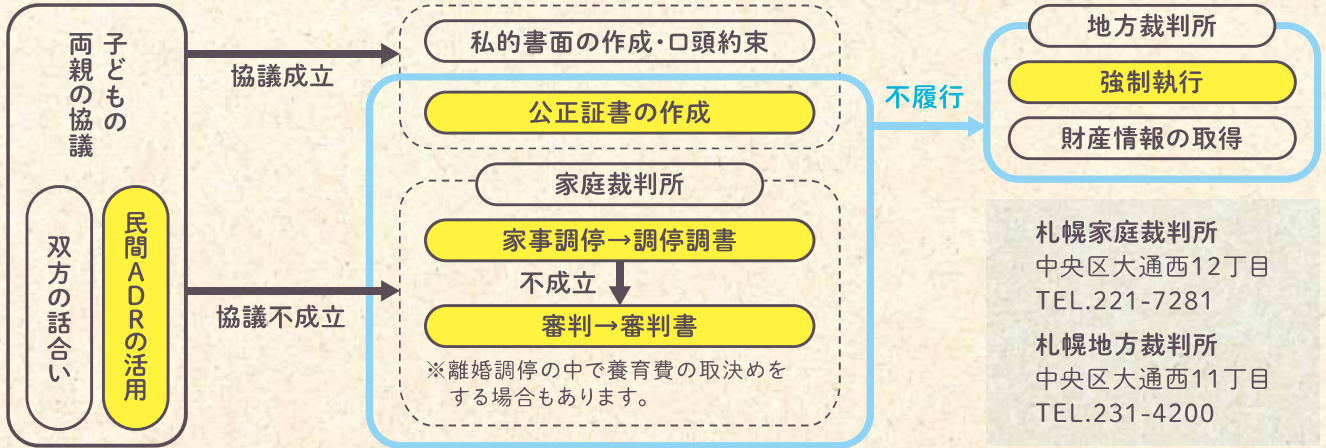 子どもの
両親の協議
双方の話合い
民間ADRの活用
協議成立
協議不成立
私的書面の作成・口頭約束
公正証書の作成
家庭裁判所
家事調停→調停調書
不成立
審判→審判書
※離婚調停の中で養育費の取決めを
する場合もあります。
不履行
地方裁判所
強制執行
財産情報の取得
札幌家庭裁判所
中央区大通西12丁目
TEL.221-7281
札幌地方裁判所
中央区大通西11丁目
TEL.231-4200